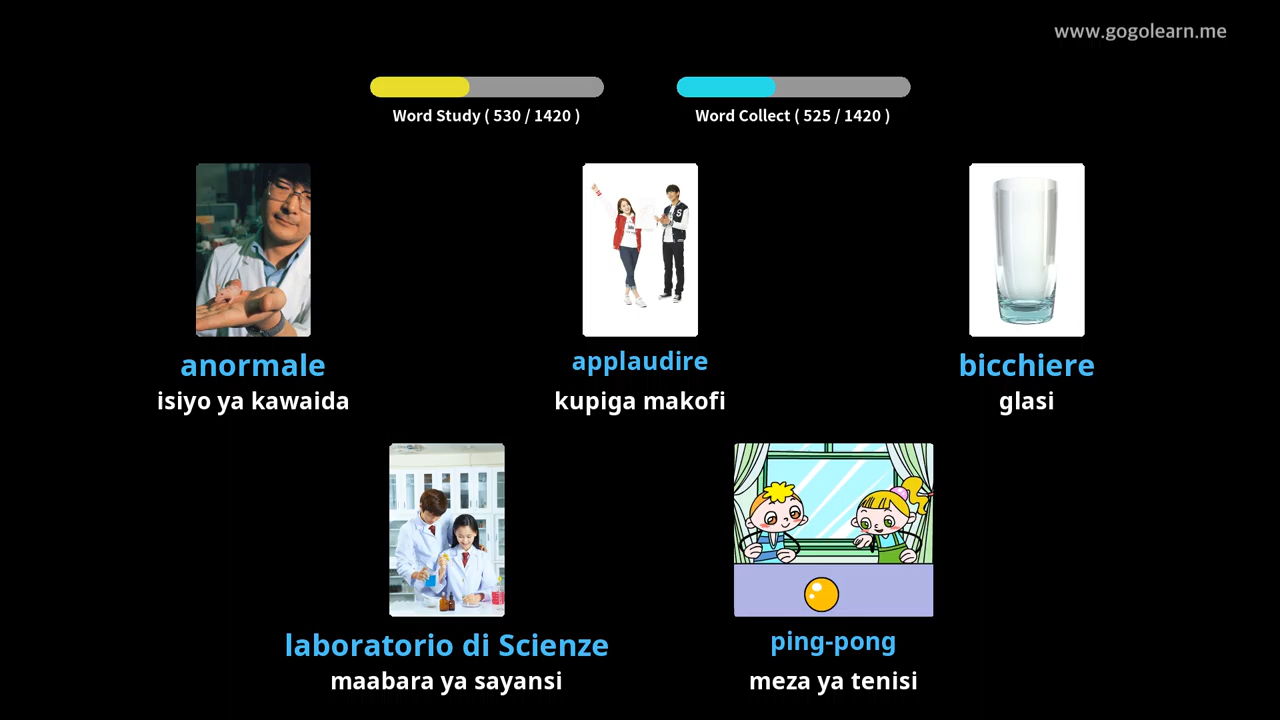 www.gogolearn.me
Word Study ( 530 / 1420 )
Word Collect ( 525 / 1420 )
anormale
isiyo ya kawaida
applaudire
kupiga makofi
bicchiere
glasi
laboratorio di Scienze
maabara ya sayansi
ping-pong
meza ya tenisi